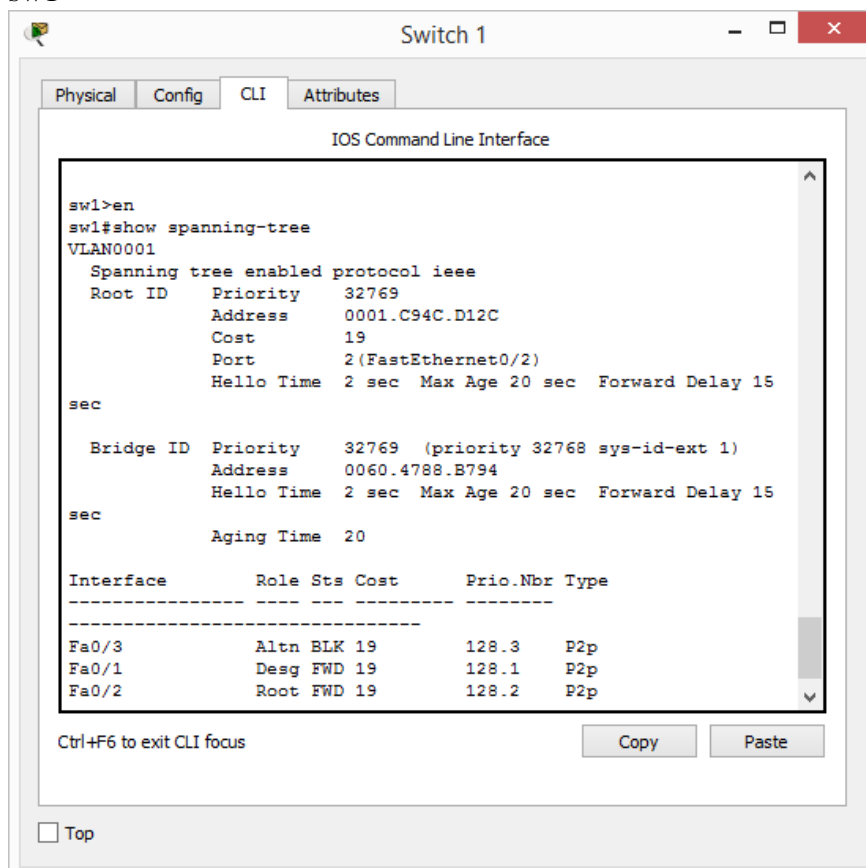 Switch 1
Physical Config CLI Attributes
IOS Command Line Interface
sw1>en
sw1#show spanning-tree
VLAN0001
  Spanning tree enabled protocol ieee
  Root ID    Priority    32769
             Address     0001.C94C.D12C
             Cost        19
             Port        2(FastEthernet0/2)
             Hello Time  2 sec  Max Age 20 sec  Forward Delay 15
sec
  Bridge ID  Priority    32769  (priority 32768 sys-id-ext 1)
             Address     0060.4788.B794
             Hello Time  2 sec  Max Age 20 sec  Forward Delay 15
sec
             Aging Time  20
Interface        Role Sts Cost      Prio.Nbr Type
---------------- ---- --- --------- --------
--------------------------------
Fa0/3            Altn BLK 19        128.3    P2p
Fa0/1            Desg FWD 19        128.1    P2p
Fa0/2            Root FWD 19        128.2    P2p
Ctrl+F6 to exit CLI focus Copy Paste
Top